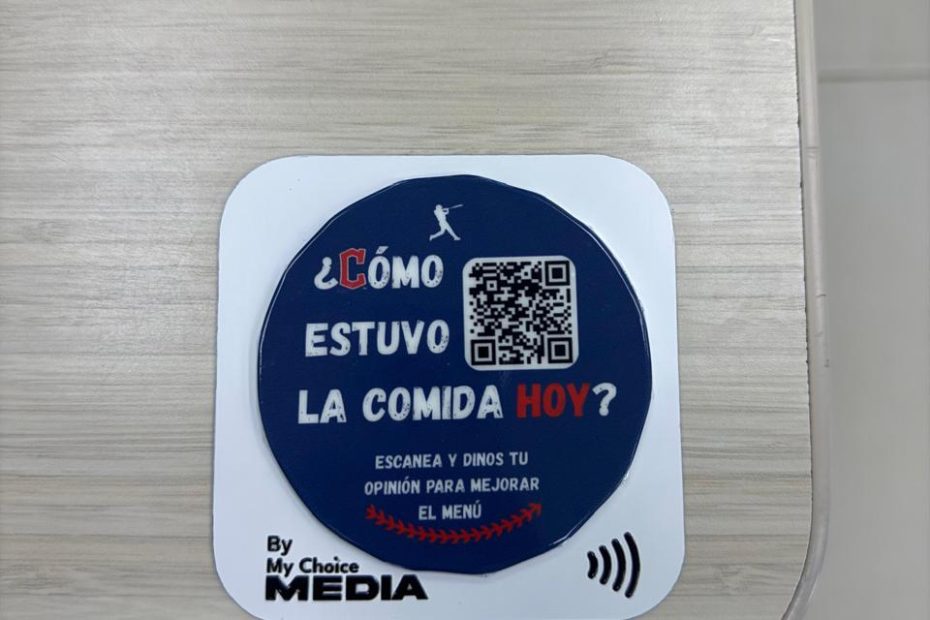 ¿CÓMO
ESTUVO
LA COMIDA HOY?
ESCANEA Y DINOS TU
OPINIÓN PARA MEJORAR
EL MENÚ
By
My Choice
MEDIA